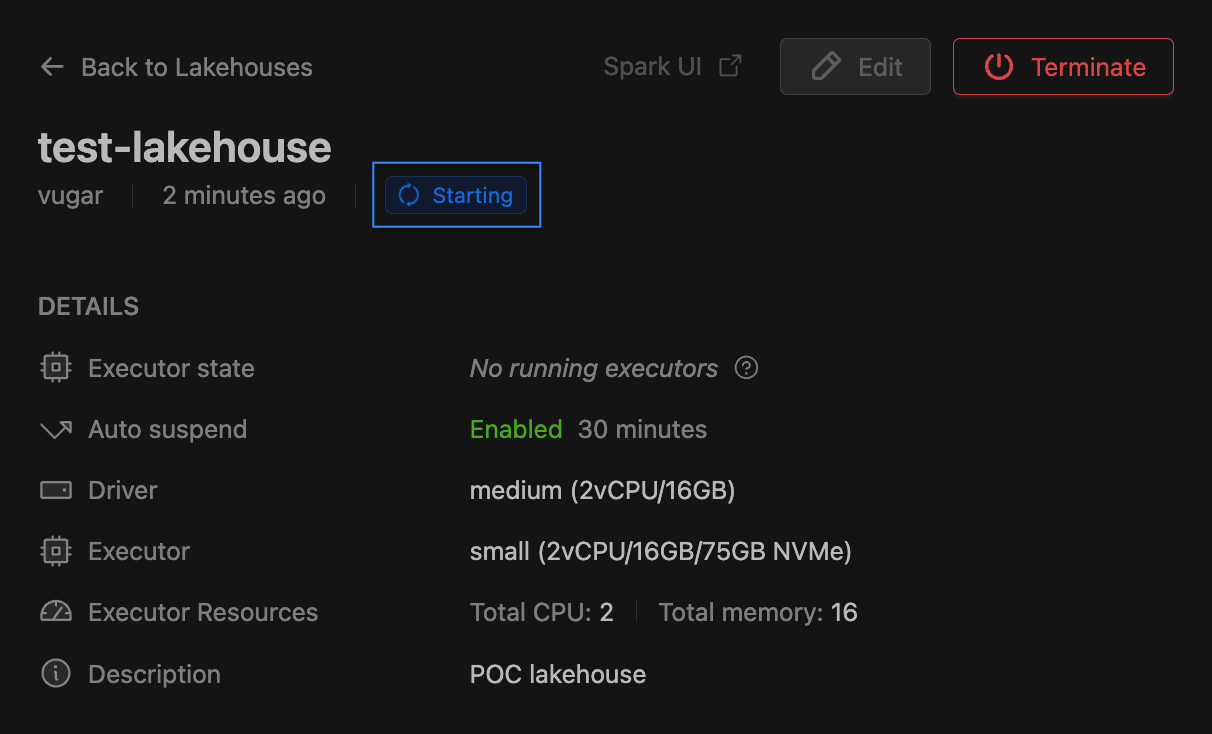 Back to Lakehouses
Spark UI
Edit
Terminate
test-lakehouse
vugar
2 minutes ago
Starting
DETAILS
Executor state
No running executors
Auto suspend
Enabled 30 minutes
Driver
medium (2vCPU/16GB)
Executor
small (2vCPU/16GB/75GB NVMe)
Executor Resources
Total CPU: 2
Total memory: 16
Description
POC lakehouse